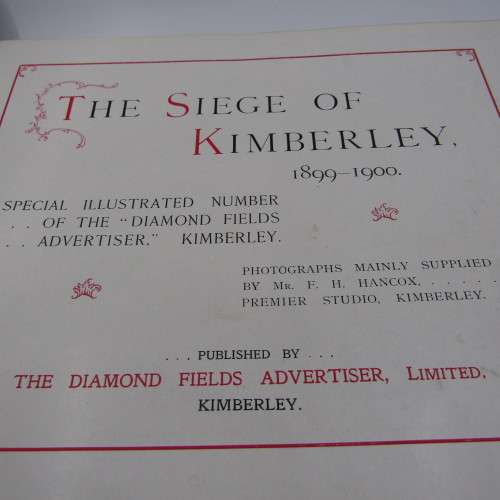 THE SIEGE OF
KIMBERLEY,
1899–1900.
SPECIAL ILLUSTRATED NUMBER
. . OF THE "DIAMOND FIELDS
. . ADVERTISER." KIMBERLEY.
PHOTOGRAPHS MAINLY SUPPLIED
BY MR. F. H. HANCOX, . . . . .
PREMIER STUDIO, KIMBERLEY.
. . . PUBLISHED BY . . .
THE DIAMOND FIELDS ADVERTISER, LIMITED.
KIMBERLEY.